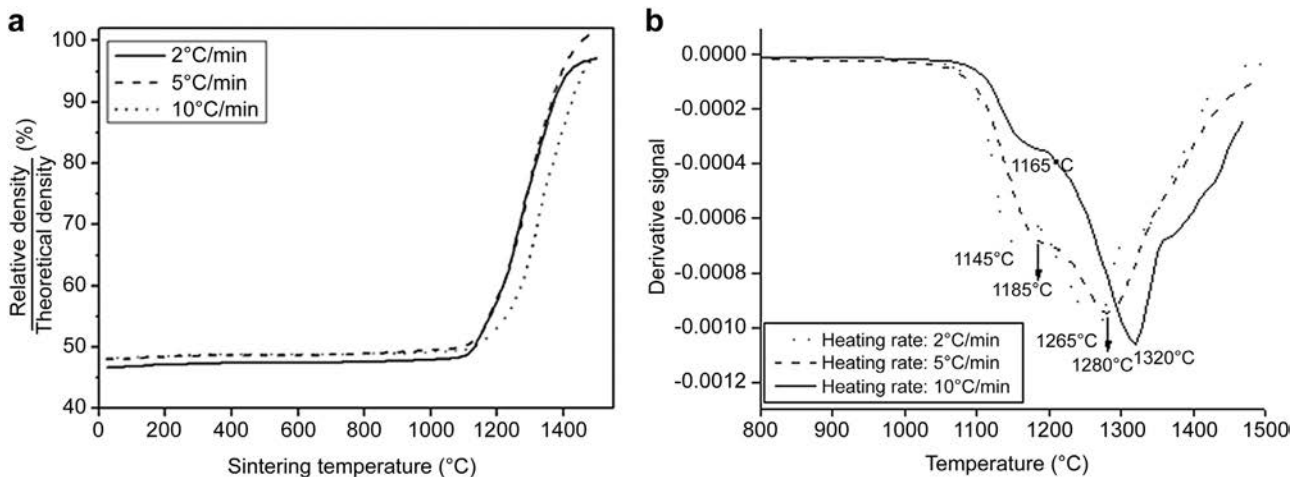 a
Relative density (%)
Theoretical density
100
90
80
70
60
50
40
2°C/min
5°C/min
10°C/min
0 200 400 600 800 1000 1200 1400
Sintering temperature (°C)
b
Derivative signal
0.0000
-0.0002
-0.0004
-0.0006
-0.0008
-0.0010
-0.0012
1165°C
1145°C
1185°C
1265°C
1280°C
1320°C
Heating rate: 2°C/min
Heating rate: 5°C/min
Heating rate: 10°C/min
800 900 1000 1100 1200 1300 1400 1500
Temperature (°C)